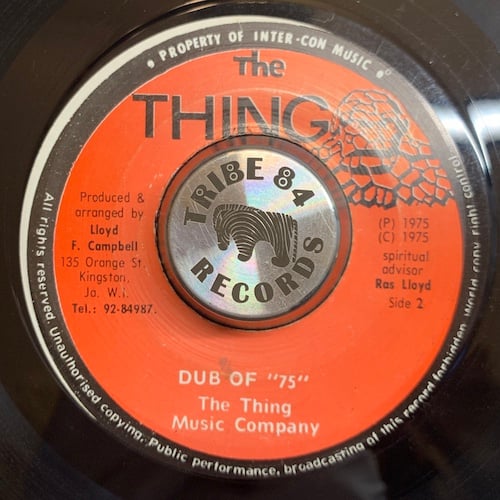 • PROPERTY OF INTER-CON MUSIC •
The
THING
TRIBE 84
RECORDS
Produced &
arranged by
Lloyd
F. Campbell
135 Orange St.
Kingston,
Ja. W.i.
Tel.: 92-84987.
(P) 1975
(C) 1975
spiritual
advisor
Ras Lloyd
Side 2
DUB OF "75"
The Thing
Music Company
All rights reserved. Unauthorised copying, Public performance, broadcasting of this record forbidden. World copy right control